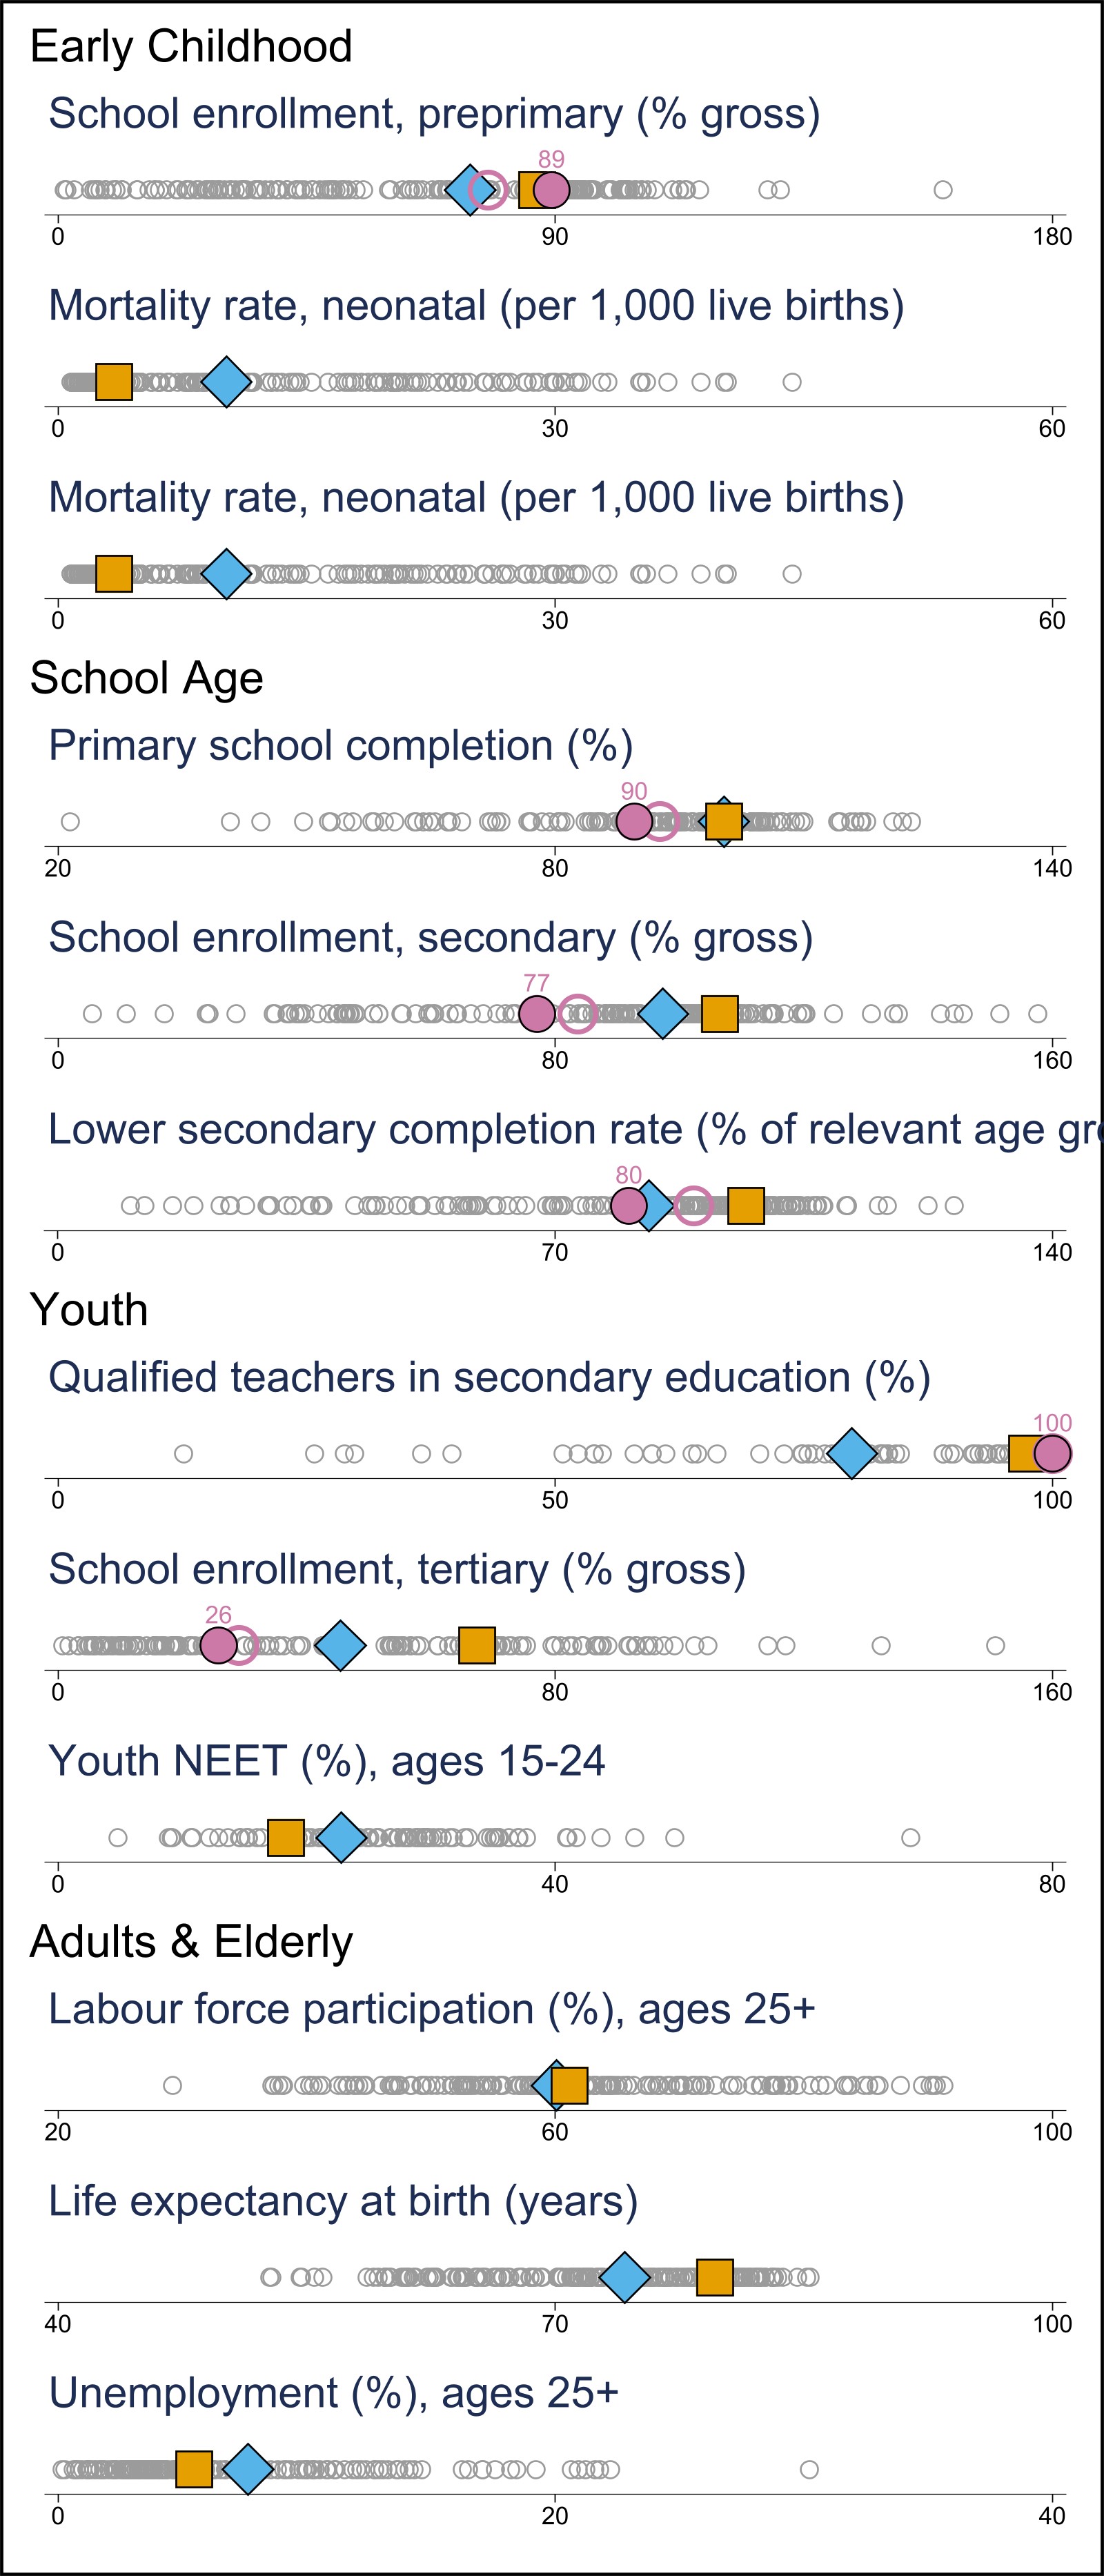 Early Childhood
School enrollment, preprimary (% gross)
89
0 90 180
Mortality rate, neonatal (per 1,000 live births)
0 30 60
Mortality rate, neonatal (per 1,000 live births)
0 30 60
School Age
Primary school completion (%)
90
20 80 140
School enrollment, secondary (% gross)
77
0 80 160
Lower secondary completion rate (% of relevant age gro
80
0 70 140
Youth
Qualified teachers in secondary education (%)
100
0 50 100
School enrollment, tertiary (% gross)
26
0 80 160
Youth NEET (%), ages 15-24
0 40 80
Adults & Elderly
Labour force participation (%), ages 25+
20 60 100
Life expectancy at birth (years)
40 70 100
Unemployment (%), ages 25+
0 20 40